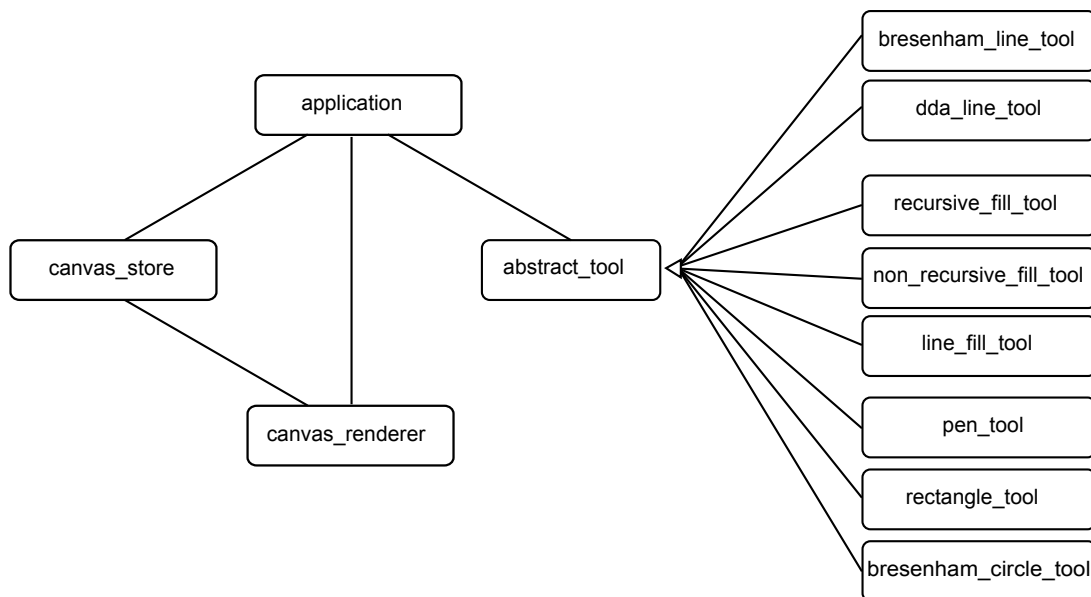 application
canvas_store
abstract_tool
canvas_renderer
bresenham_line_tool
dda_line_tool
recursive_fill_tool
non_recursive_fill_tool
line_fill_tool
pen_tool
rectangle_tool
bresenham_circle_tool